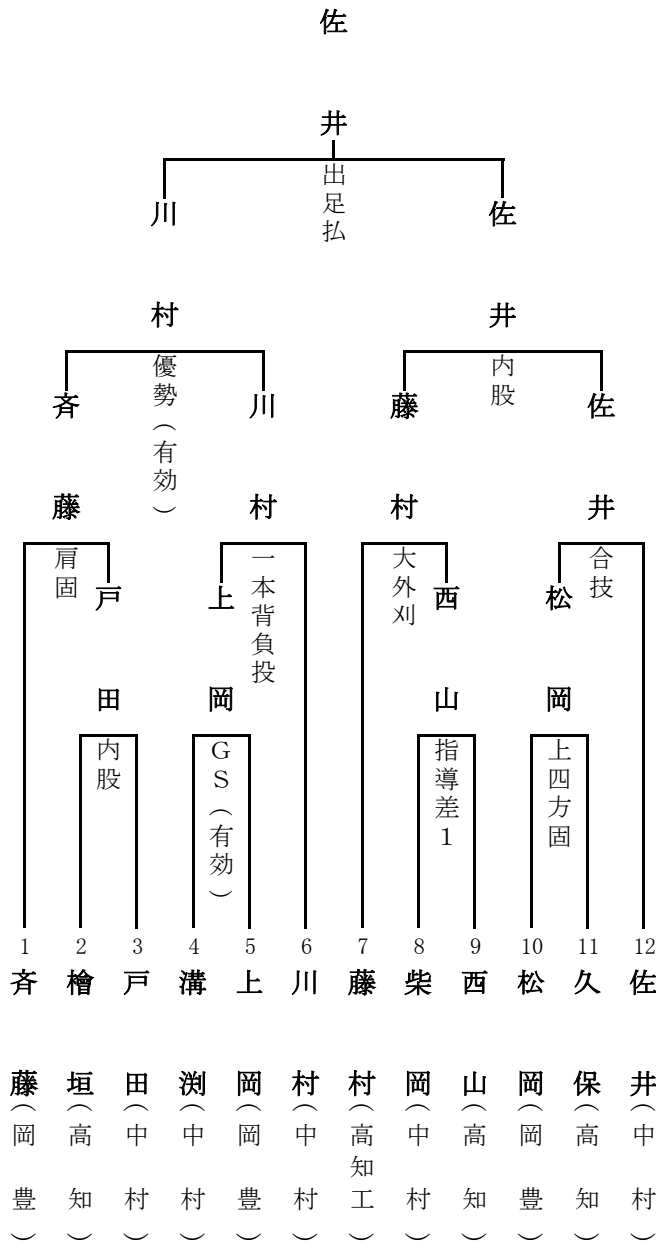 佐井
出足払
川村
佐井
優勢（有効）
内股
斉藤
川村
藤村
佐井
肩固
一本背負投
大外刈
合技
戸田
上岡
西山
松岡
内股
GS（有効）
指導差1
上四方固
1 斉藤（岡豊）
2 檜垣（高知）
3 戸田（中村）
4 溝渕（中村）
5 上岡（岡豊）
6 川村（中村）
7 藤村（高知工）
8 柴岡（中村）
9 西山（高知）
10 松岡（岡豊）
11 久保（高知）
12 佐井（中村）